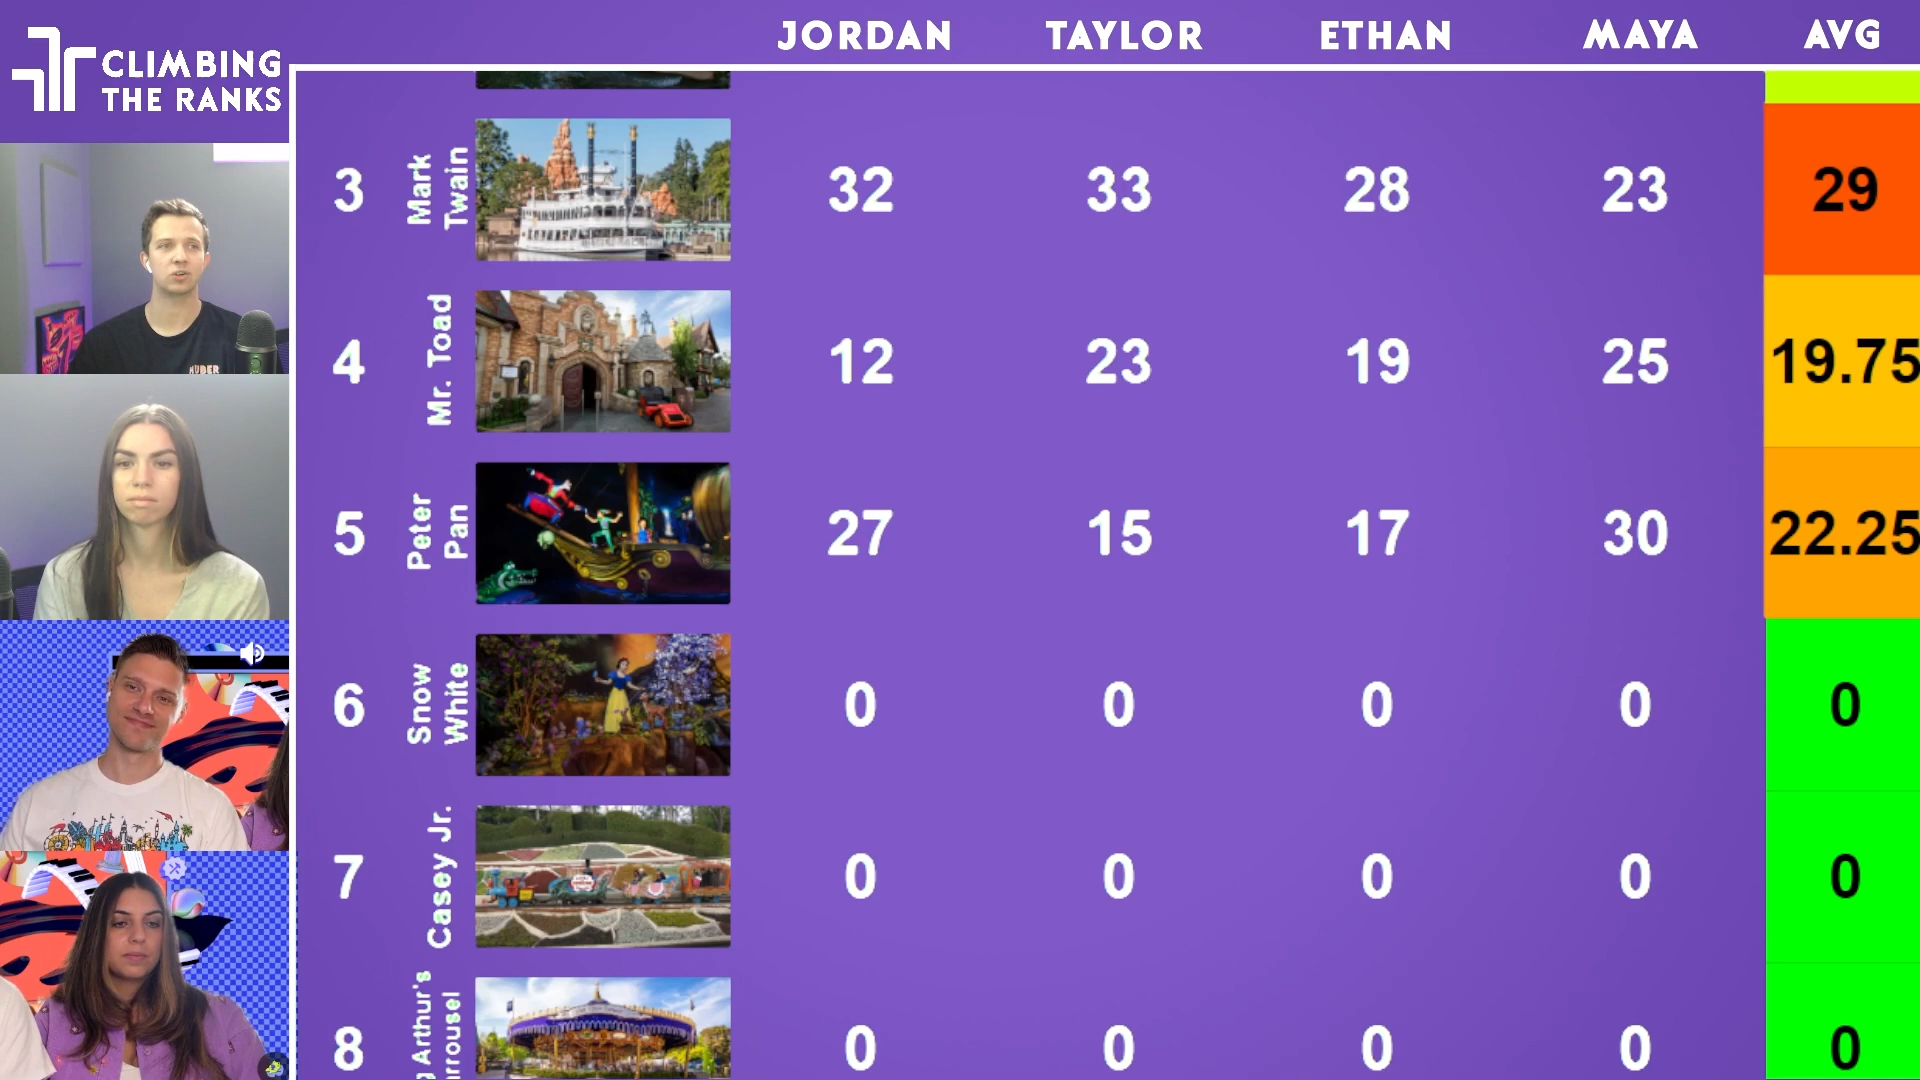 CLIMBING
THE RANKS
JORDAN TAYLOR ETHAN MAYA AVG
3 Mark Twain 32 33 28 23 29
4 Mr. Toad 12 23 19 25 19.75
5 Peter Pan 27 15 17 30 22.25
6 Snow White 0 0 0 0 0
7 Casey Jr. 0 0 0 0 0
8 Arthur's 0 0 0 0 0